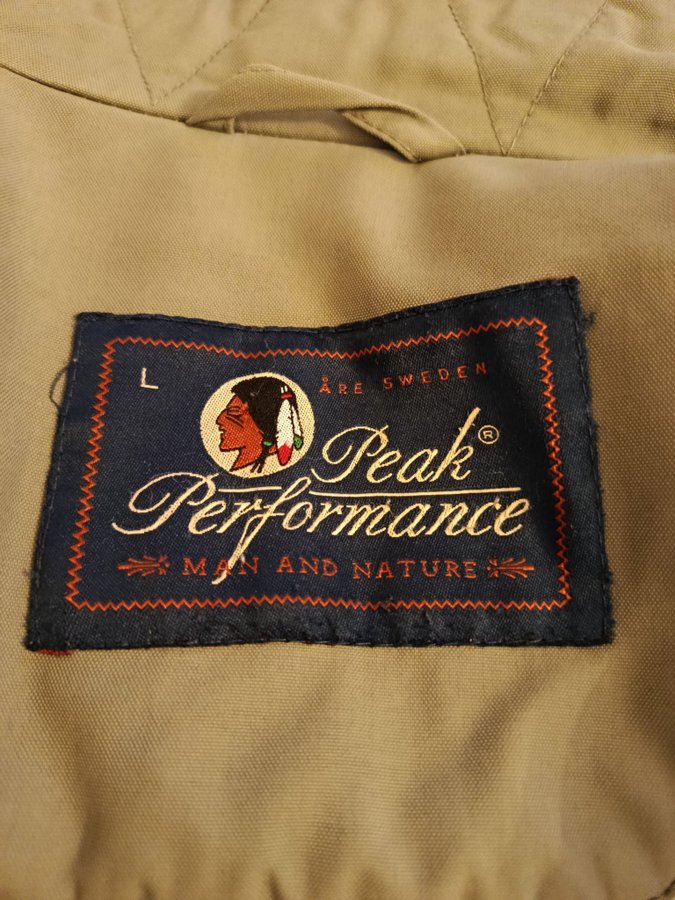 L
ÅRE SWEDEN
Peak®
Performance
MAN AND NATURE